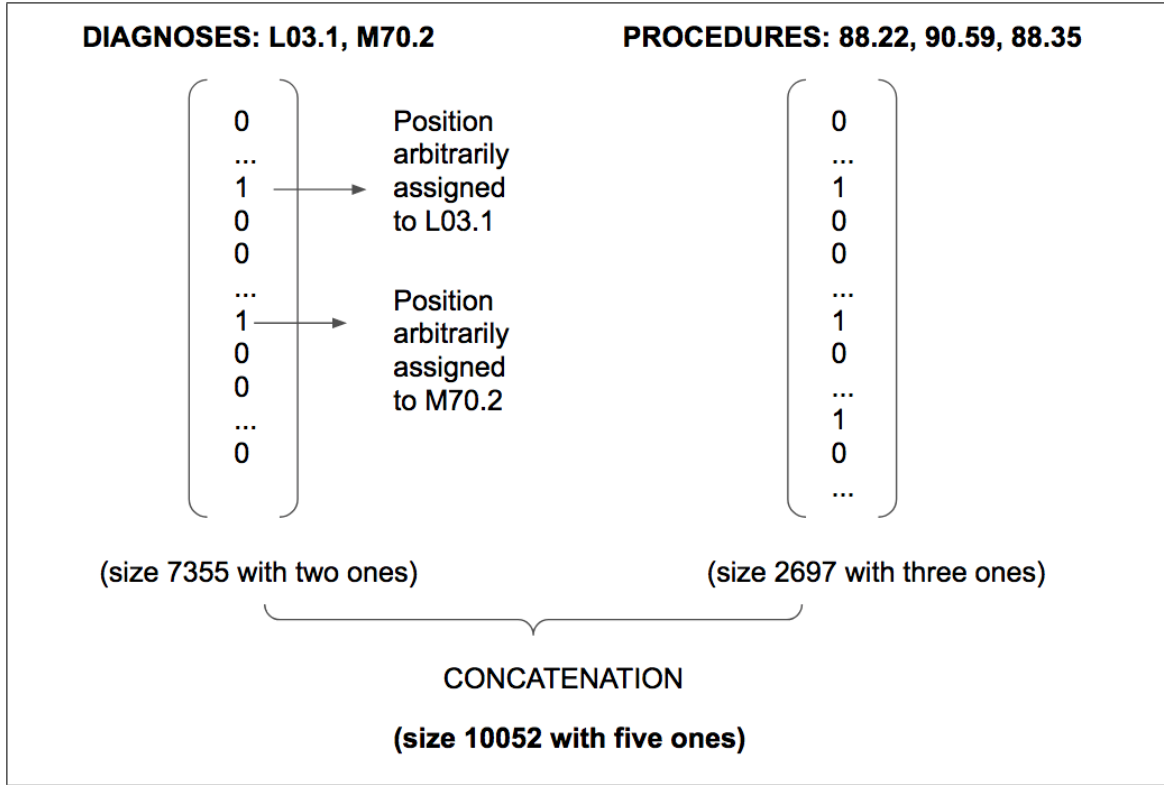 DIAGNOSES: L03.1, M70.2
0
...
1
0
0
...
1
0
0
...
0
Position
arbitrarily
assigned
to L03.1
Position
arbitrarily
assigned
to M70.2
(size 7355 with two ones)
PROCEDURES: 88.22, 90.59, 88.35
0
...
1
0
0
...
1
0
...
1
0
...
(size 2697 with three ones)
CONCATENATION
(size 10052 with five ones)